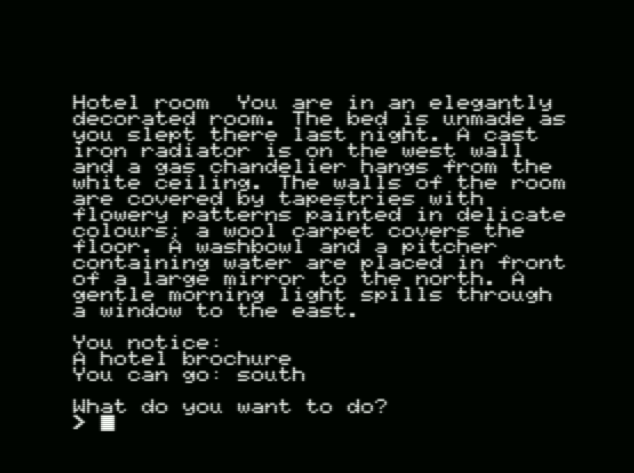 Hotel room  You are in an elegantly
decorated room. The bed is unmade as
you slept there last night. A cast
iron radiator is on the west wall
and a gas chandelier hangs from the
white ceiling. The walls of the room
are covered by tapestries with
flowery patterns painted in delicate
colours; a wool carpet covers the
floor. A washbowl and a pitcher
containing water are placed in front
of a large mirror to the north. A
gentle morning light spills through
a window to the east.

You notice:
A hotel brochure
You can go: south

What do you want to do?
>